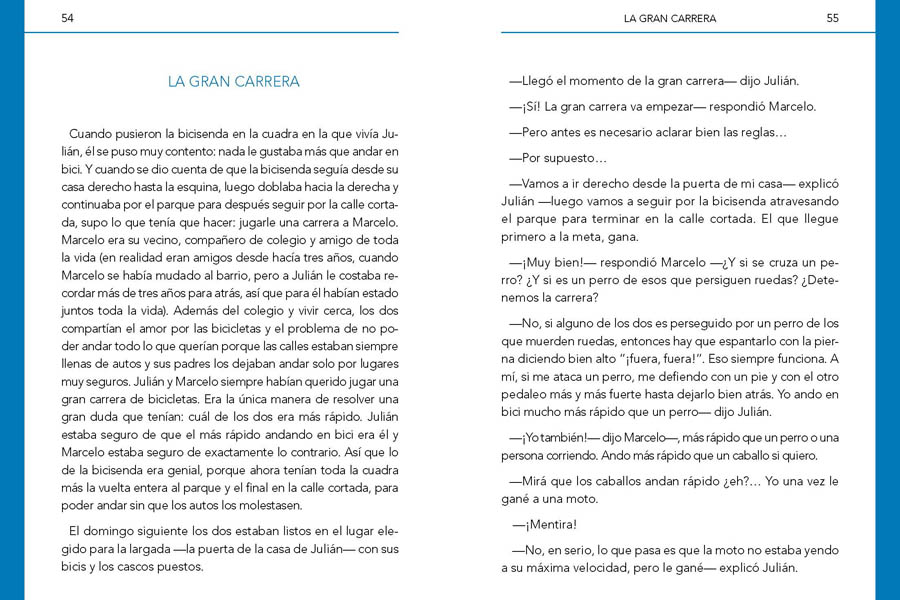 54
LA GRAN CARRERA
Cuando pusieron la bicisenda en la cuadra en la que vivía Ju-
lián, él se puso muy contento: nada le gustaba más que andar en
bici. Y cuando se dio cuenta de que la bicisenda seguía desde su
casa derecho hasta la esquina, luego doblaba hacia la derecha y
continuaba por el parque para después seguir por la calle corta-
da, supo lo que tenía que hacer: jugarle una carrera a Marcelo.
Marcelo era su vecino, compañero de colegio y amigo de toda
la vida (en realidad eran amigos desde hacía tres años, cuando
Marcelo se había mudado al barrio, pero a Julián le costaba re-
cordar más de tres años para atrás, así que para él habían estado
juntos toda la vida). Además del colegio y vivir cerca, los dos
compartían el amor por las bicicletas y el problema de no po-
der andar todo lo que querían porque las calles estaban siempre
llenas de autos y sus padres los dejaban andar solo por lugares
muy seguros. Julián y Marcelo siempre habían querido jugar una
gran carrera de bicicletas. Era la única manera de resolver una
gran duda que tenían: cuál de los dos era más rápido. Julián
estaba seguro de que el más rápido andando en bici era él y
Marcelo estaba seguro de exactamente lo contrario. Así que lo
de la bicisenda era genial, porque ahora tenían toda la cuadra
más la vuelta entera al parque y el final en la calle cortada, para
poder andar sin que los autos los molestasen.
El domingo siguiente los dos estaban listos en el lugar ele-
gido para la largada —la puerta de la casa de Julián— con sus
bicis y los cascos puestos.
LA GRAN CARRERA
55
—Llegó el momento de la gran carrera— dijo Julián.
—¡Sí! La gran carrera va empezar— respondió Marcelo.
—Pero antes es necesario aclarar bien las reglas…
—Por supuesto…
—Vamos a ir derecho desde la puerta de mi casa— explicó
Julián —luego vamos a seguir por la bicisenda atravesando
el parque para terminar en la calle cortada. El que llegue
primero a la meta, gana.
—¡Muy bien!— respondió Marcelo —¿Y si se cruza un pe-
rro? ¿Y si es un perro de esos que persiguen ruedas? ¿Dete-
nemos la carrera?
—No, si alguno de los dos es perseguido por un perro de los
que muerden ruedas, entonces hay que espantarlo con la pier-
na diciendo bien alto "¡fuera, fuera!". Eso siempre funciona. A
mí, si me ataca un perro, me defiendo con un pie y con el otro
pedaleo más y más fuerte hasta dejarlo bien atrás. Yo ando en
bici mucho más rápido que un perro— dijo Julián.
—¡Yo también!— dijo Marcelo—, más rápido que un perro o una
persona corriendo. Ando más rápido que un caballo si quiero.
—Mirá que los caballos andan rápido ¿eh?… Yo una vez le
gané a una moto.
—¡Mentira!
—No, en serio, lo que pasa es que la moto no estaba yendo
a su máxima velocidad, pero le gané— explicó Julián.